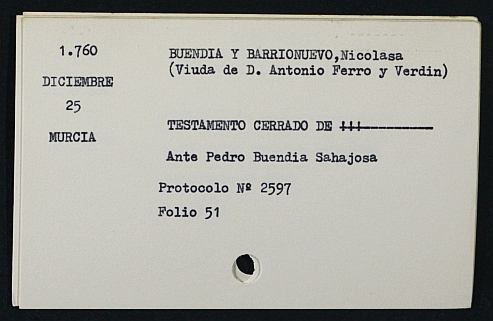 1.760
BUENDIA Y BARRIONUEVO,Nicolasa
(Viuda de D. Antonio Ferro y Verdin)
DICIEMBRE
25
MURCIA
TESTAMENTO CERRADO DE !!!---------
Ante Pedro Buendia Sahajosa
Protocolo Nº 2597
Folio 51